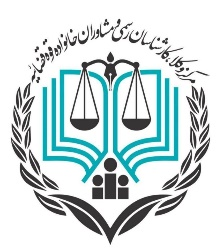 مرکز وکلا، کارشناسان رسمی و مشاوران خانواده قوه قضاییه